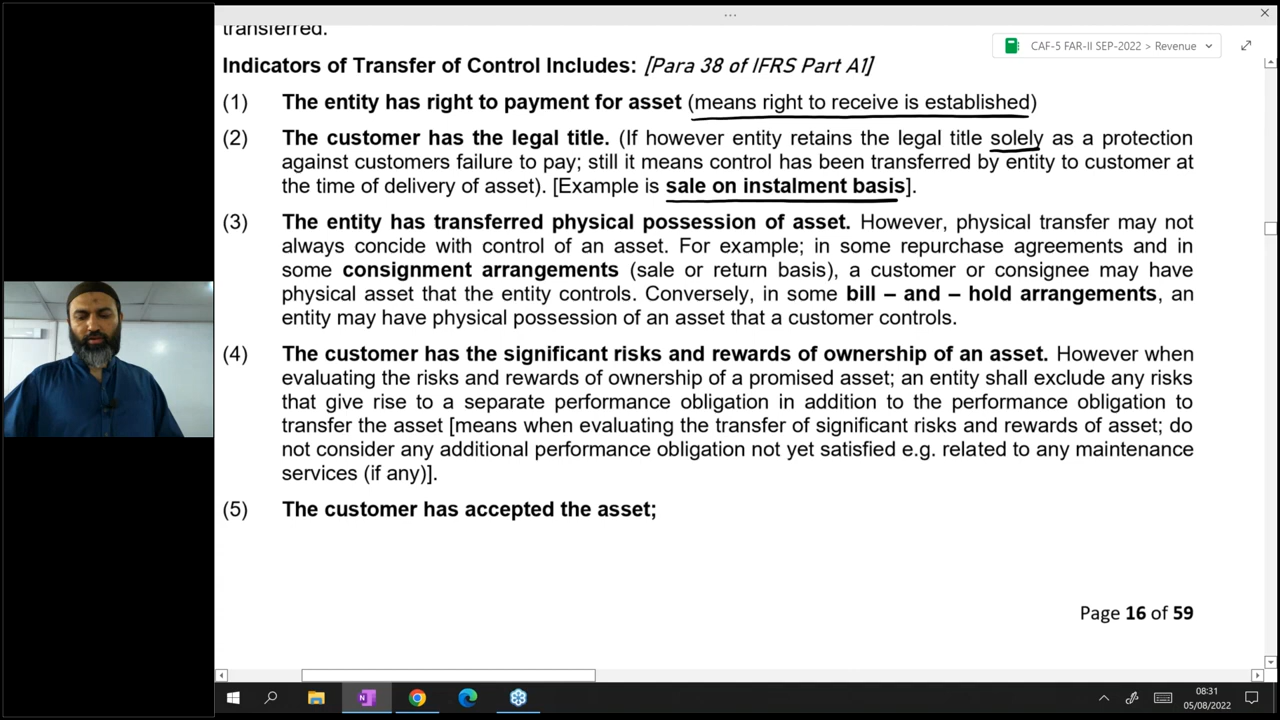 transferred.
CAF-5 FAR-II SEP-2022 > Revenue
Indicators of Transfer of Control Includes: [Para 38 of IFRS Part A1]
(1) The entity has right to payment for asset (means right to receive is established)
(2) The customer has the legal title. (If however entity retains the legal title solely as a protection
against customers failure to pay; still it means control has been transferred by entity to customer at
the time of delivery of asset). [Example is sale on instalment basis].
(3) The entity has transferred physical possession of asset. However, physical transfer may not
always concide with control of an asset. For example; in some repurchase agreements and in
some consignment arrangements (sale or return basis), a customer or consignee may have
physical asset that the entity controls. Conversely, in some bill – and – hold arrangements, an
entity may have physical possession of an asset that a customer controls.
(4) The customer has the significant risks and rewards of ownership of an asset. However when
evaluating the risks and rewards of ownership of a promised asset; an entity shall exclude any risks
that give rise to a separate performance obligation in addition to the performance obligation to
transfer the asset [means when evaluating the transfer of significant risks and rewards of asset; do
not consider any additional performance obligation not yet satisfied e.g. related to any maintenance
services (if any)].
(5) The customer has accepted the asset;
Page 16 of 59
08:31
05/08/2022